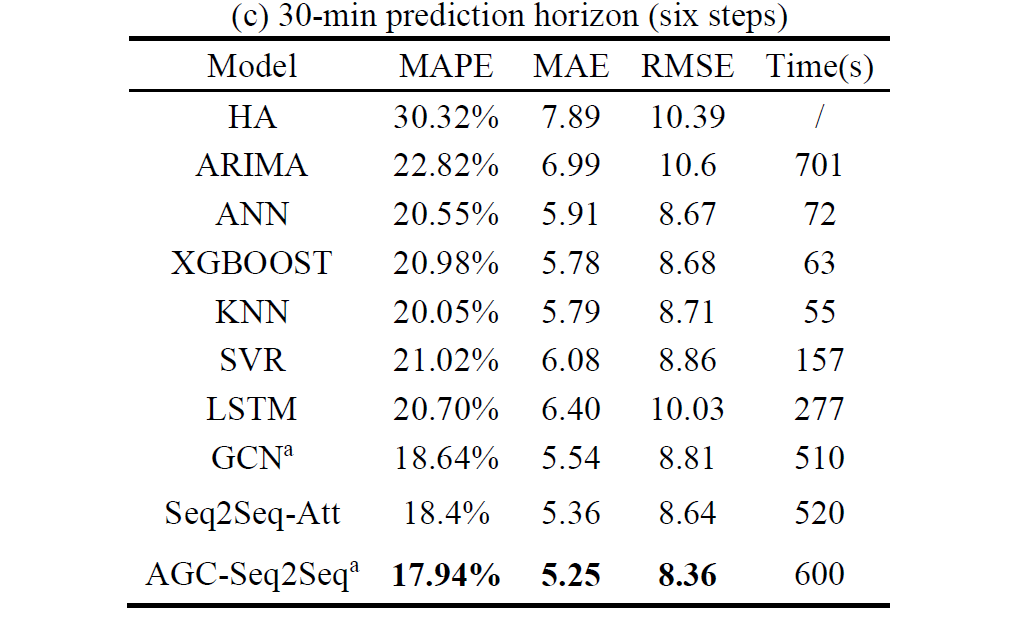 (c) 30-min prediction horizon (six steps)
Model MAPE MAE RMSE Time(s)
HA 30.32% 7.89 10.39 /
ARIMA 22.82% 6.99 10.6 701
ANN 20.55% 5.91 8.67 72
XGBOOST 20.98% 5.78 8.68 63
KNN 20.05% 5.79 8.71 55
SVR 21.02% 6.08 8.86 157
LSTM 20.70% 6.40 10.03 277
GCNᵃ 18.64% 5.54 8.81 510
Seq2Seq-Att 18.4% 5.36 8.64 520
AGC-Seq2Seqᵃ 17.94% 5.25 8.36 600